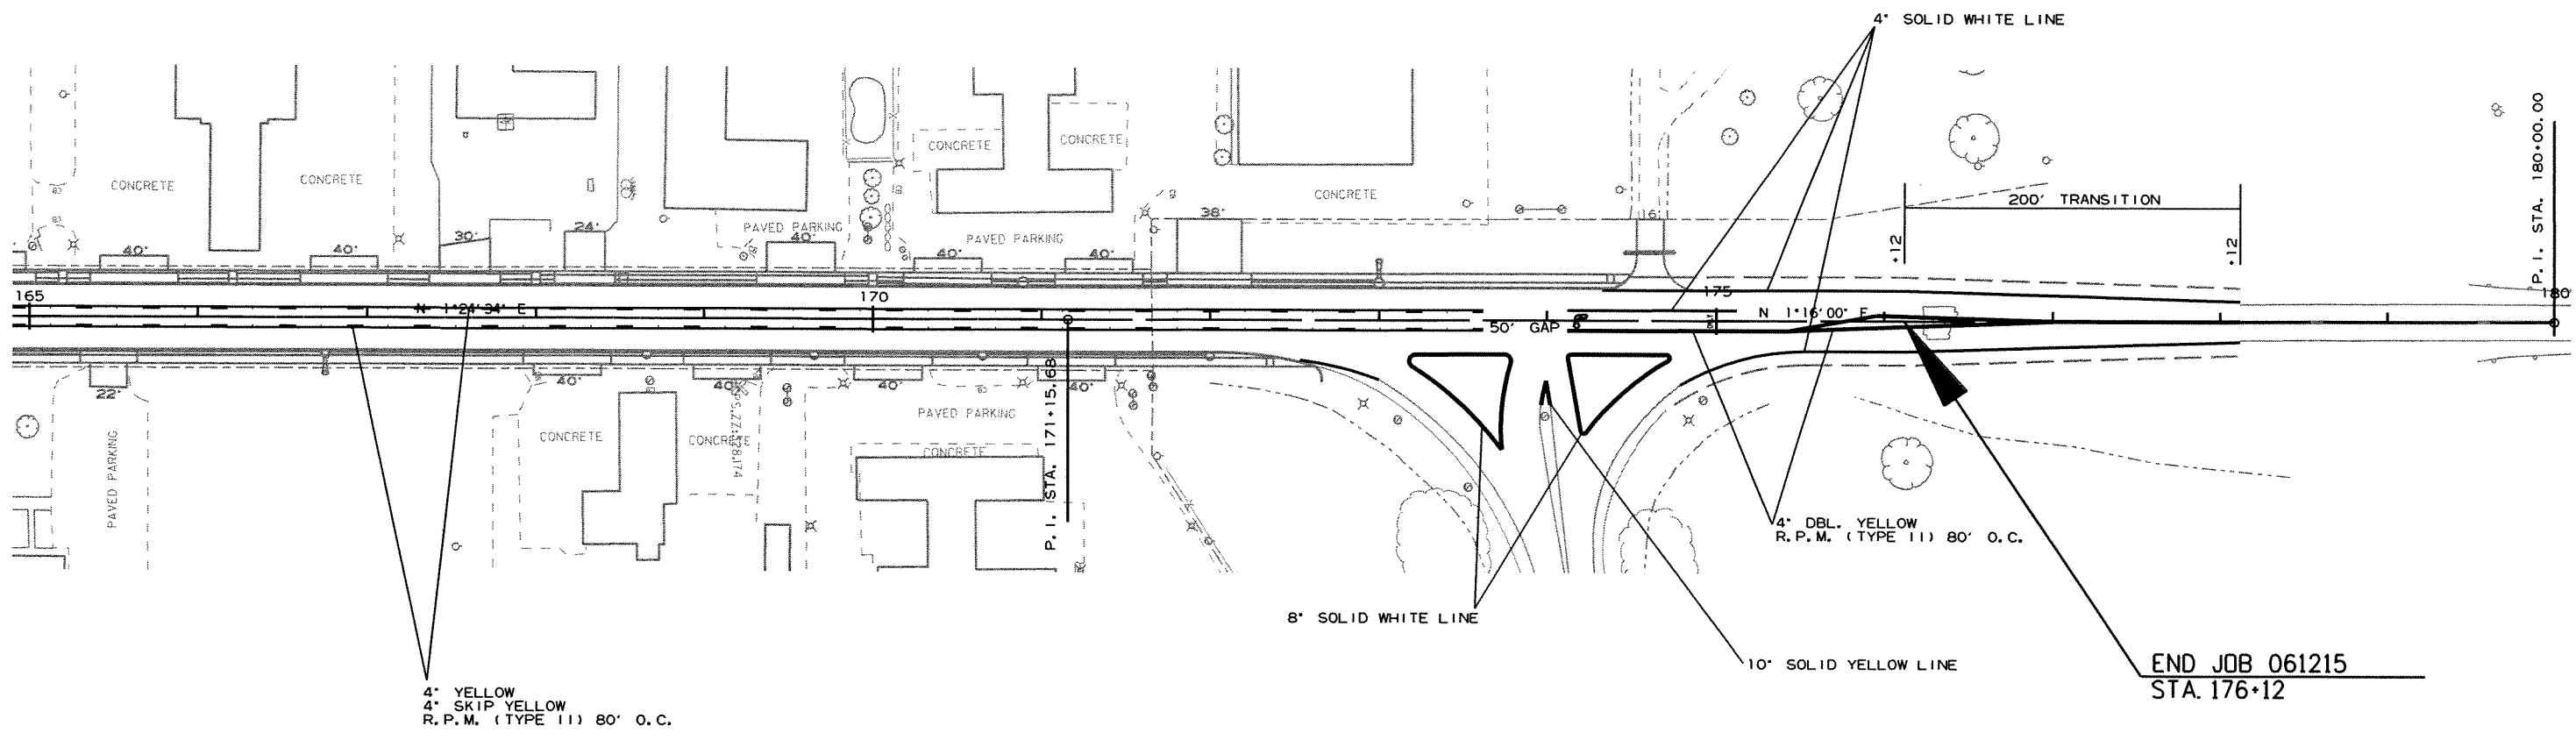 4" SOLID WHITE LINE
P.I. STA. 180+00.00
CONCRETE
CONCRETE
CONCRETE
CONCRETE
CONCRETE
200' TRANSITION
+12
+12
40'
40'
30'
24'
PAVED PARKING
40'
PAVED PARKING
40'
40'
38'
16'
165
170
175
180
N 1°24'34" E
N 1°16'00" E
50' GAP
22'
40'
40'
40'
40'
PAVED PARKING
CONCRETE
CONCRETE
PAVED PARKING
CONCRETE
P.I. STA. 171+15.68
4" DBL. YELLOW
R.P.M. (TYPE II) 80' O.C.
8" SOLID WHITE LINE
10" SOLID YELLOW LINE
END JOB 061215
STA. 176+12
4" YELLOW
4" SKIP YELLOW
R.P.M. (TYPE II) 80' O.C.